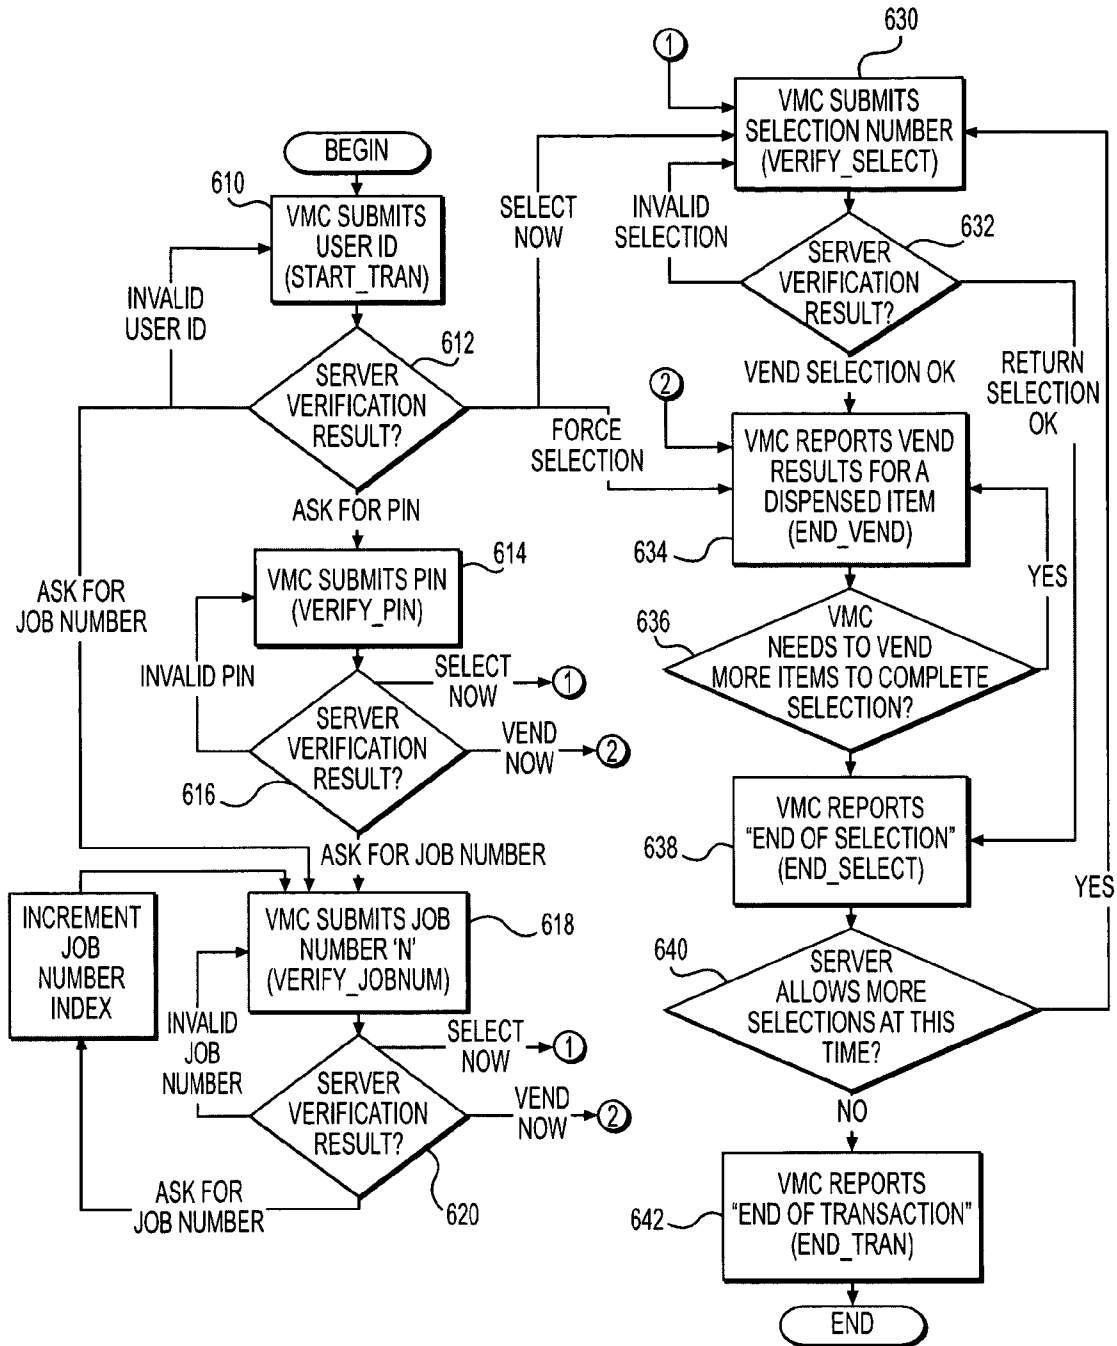 BEGIN
610
VMC SUBMITS
USER ID
(START_TRAN)
INVALID
USER ID
612
SERVER
VERIFICATION
RESULT?
SELECT
NOW
FORCE
SELECTION
ASK FOR PIN
ASK FOR
JOB NUMBER
614
VMC SUBMITS PIN
(VERIFY_PIN)
INVALID PIN
SELECT
NOW
1
SERVER
VERIFICATION
RESULT?
VEND
NOW
2
616
ASK FOR JOB NUMBER
INCREMENT
JOB
NUMBER
INDEX
VMC SUBMITS JOB
NUMBER 'N'
(VERIFY_JOBNUM)
618
INVALID
JOB
NUMBER
SELECT
NOW
1
SERVER
VERIFICATION
RESULT?
VEND
NOW
2
ASK FOR
JOB NUMBER
620
1
630
VMC SUBMITS
SELECTION NUMBER
(VERIFY_SELECT)
INVALID
SELECTION
632
SERVER
VERIFICATION
RESULT?
VEND SELECTION OK
RETURN
SELECTION
OK
2
VMC REPORTS VEND
RESULTS FOR A
DISPENSED ITEM
(END_VEND)
634
YES
636
VMC
NEEDS TO VEND
MORE ITEMS TO COMPLETE
SELECTION?
VMC REPORTS
"END OF SELECTION"
(END_SELECT)
638
YES
640
SERVER
ALLOWS MORE
SELECTIONS AT THIS
TIME?
NO
VMC REPORTS
"END OF TRANSACTION"
(END_TRAN)
642
END